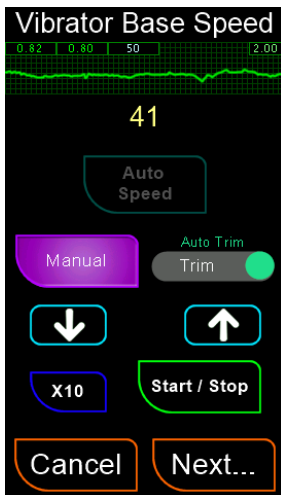 Vibrator Base Speed
0.82 0.80 50 2.00
41
Auto
Speed
Auto Trim
Manual Trim
X10 Start / Stop
Cancel Next...